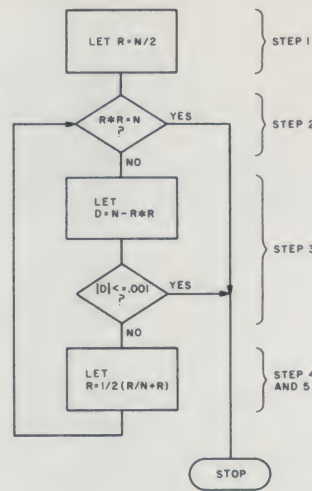 LET R=N/2
STEP 1
R*R=N
?
YES
STEP 2
NO
LET
D=N-R*R
STEP 3
|D|<=.001
?
YES
NO
LET
R=1/2(R/N+R)
STEP 4
AND 5
STOP